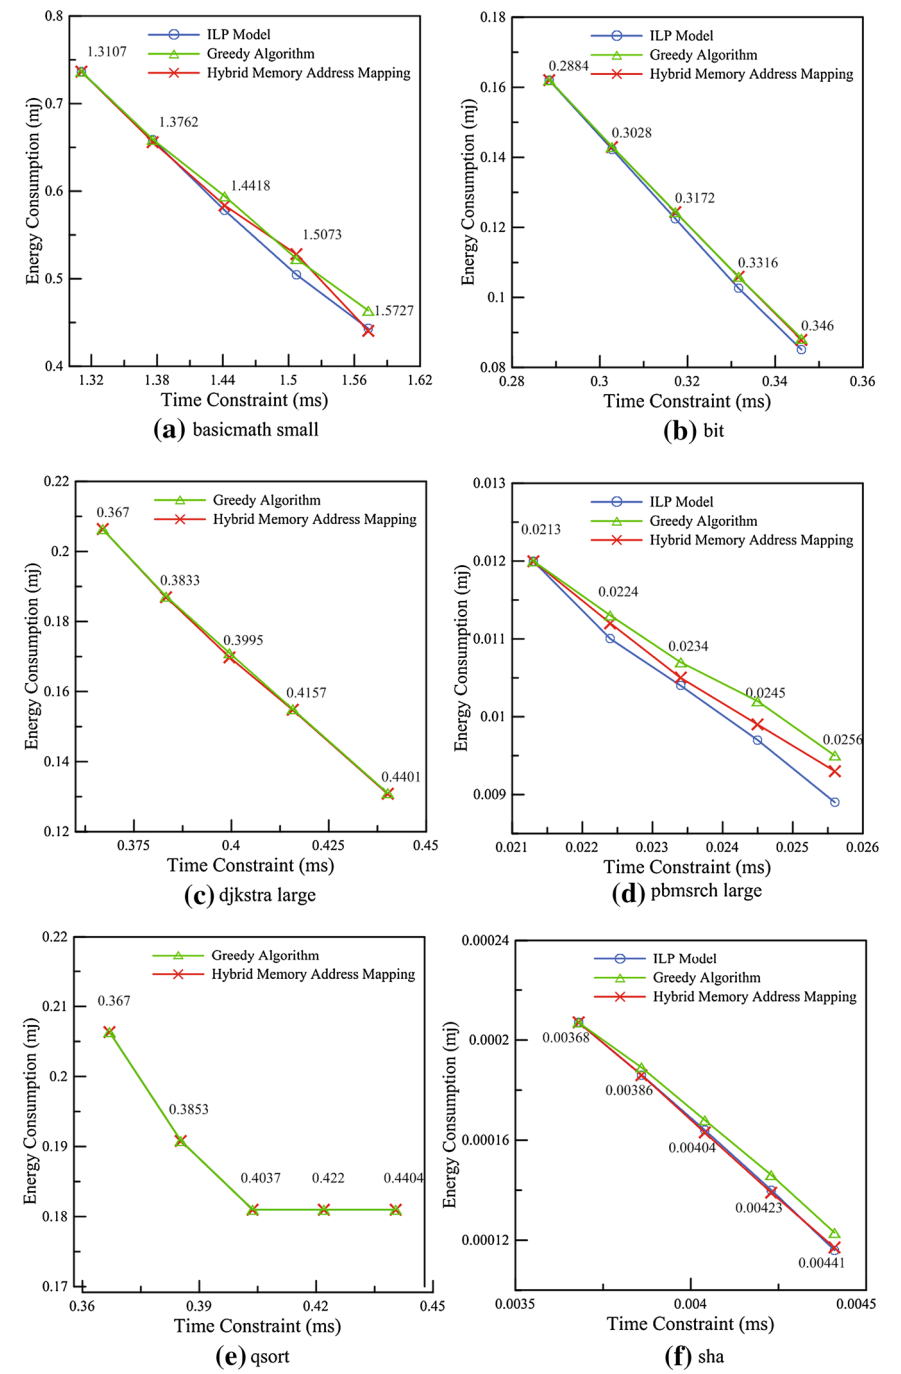 0.8
0.7
0.6
0.5
0.4
Energy Consumption (mj)
ILP Model
Greedy Algorithm
Hybrid Memory Address Mapping
1.3107
1.3762
1.4418
1.5073
1.5727
1.32 1.38 1.44 1.5 1.56 1.62
Time Constraint (ms)
(a) basicmath small
0.18
0.16
0.14
0.12
0.1
0.08
Energy Consumption (mj)
ILP Model
Greedy Algorithm
Hybrid Memory Address Mapping
0.2884
0.3028
0.3172
0.3316
0.346
0.28 0.3 0.32 0.34 0.36
Time Constraint (ms)
(b) bit
0.22
0.2
0.18
0.16
0.14
0.12
Energy Consumption (mj)
Greedy Algorithm
Hybrid Memory Address Mapping
0.367
0.3833
0.3995
0.4157
0.4401
0.375 0.4 0.425 0.45
Time Constraint (ms)
(c) djkstra large
0.013
0.012
0.011
0.01
0.009
Energy Consumption (mj)
ILP Model
Greedy Algorithm
Hybrid Memory Address Mapping
0.0213
0.0224
0.0234
0.0245
0.0256
0.021 0.022 0.023 0.024 0.025 0.026
Time Constraint (ms)
(d) pbmsrch large
0.22
0.21
0.2
0.19
0.18
0.17
Energy Consumption (mj)
Greedy Algorithm
Hybrid Memory Address Mapping
0.367
0.3853
0.4037 0.422 0.4404
0.36 0.39 0.42 0.45
Time Constraint (ms)
(e) qsort
0.00024
0.0002
0.00016
0.00012
Energy Consumption (mj)
ILP Model
Greedy Algorithm
Hybrid Memory Address Mapping
0.00368
0.00386
0.00404
0.00423
0.00441
0.0035 0.004 0.0045
Time Constraint (ms)
(f) sha